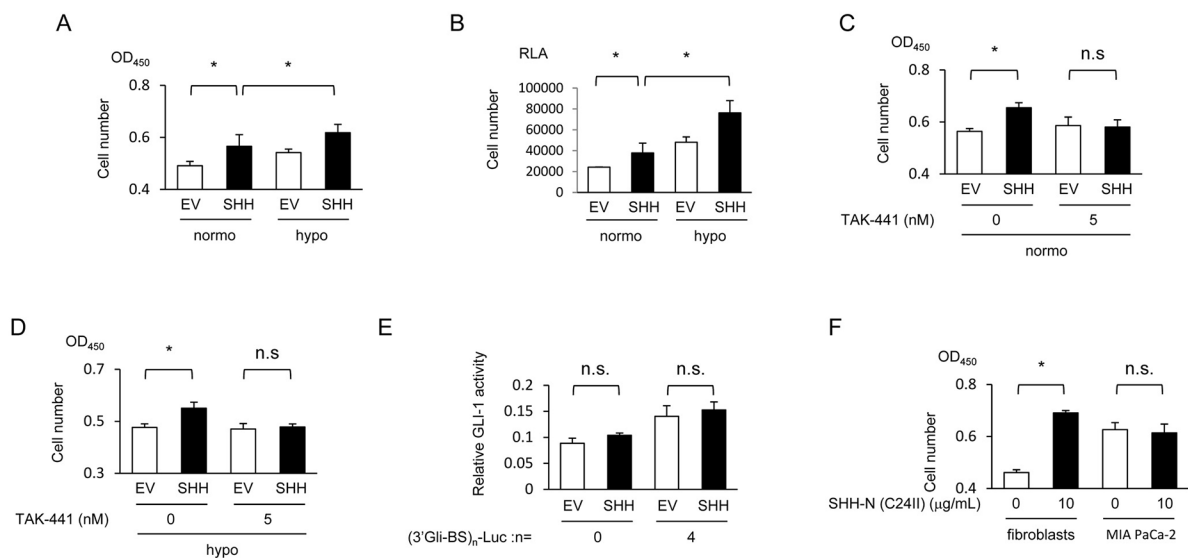 A
OD450
Cell number
0.8
0.6
0.4
*
*
EV SHH EV SHH
normo hypo
B
RLA
Cell number
100000
80000
60000
40000
20000
0
*
*
EV SHH EV SHH
normo hypo
C
OD450
Cell number
0.8
0.6
0.4
*
n.s
EV SHH EV SHH
TAK-441 (nM) 0 5
normo
D
OD450
Cell number
0.7
0.5
0.3
*
n.s
EV SHH EV SHH
TAK-441 (nM) 0 5
hypo
E
Relative GLI-1 activity
0.2
0.15
0.1
0.05
0
n.s.
n.s.
EV SHH EV SHH
(3'Gli-BS)n-Luc :n= 0 4
F
OD450
Cell number
0.8
0.6
0.4
*
n.s.
SHH-N (C24II) (μg/mL) 0 10 0 10
fibroblasts MIA PaCa-2